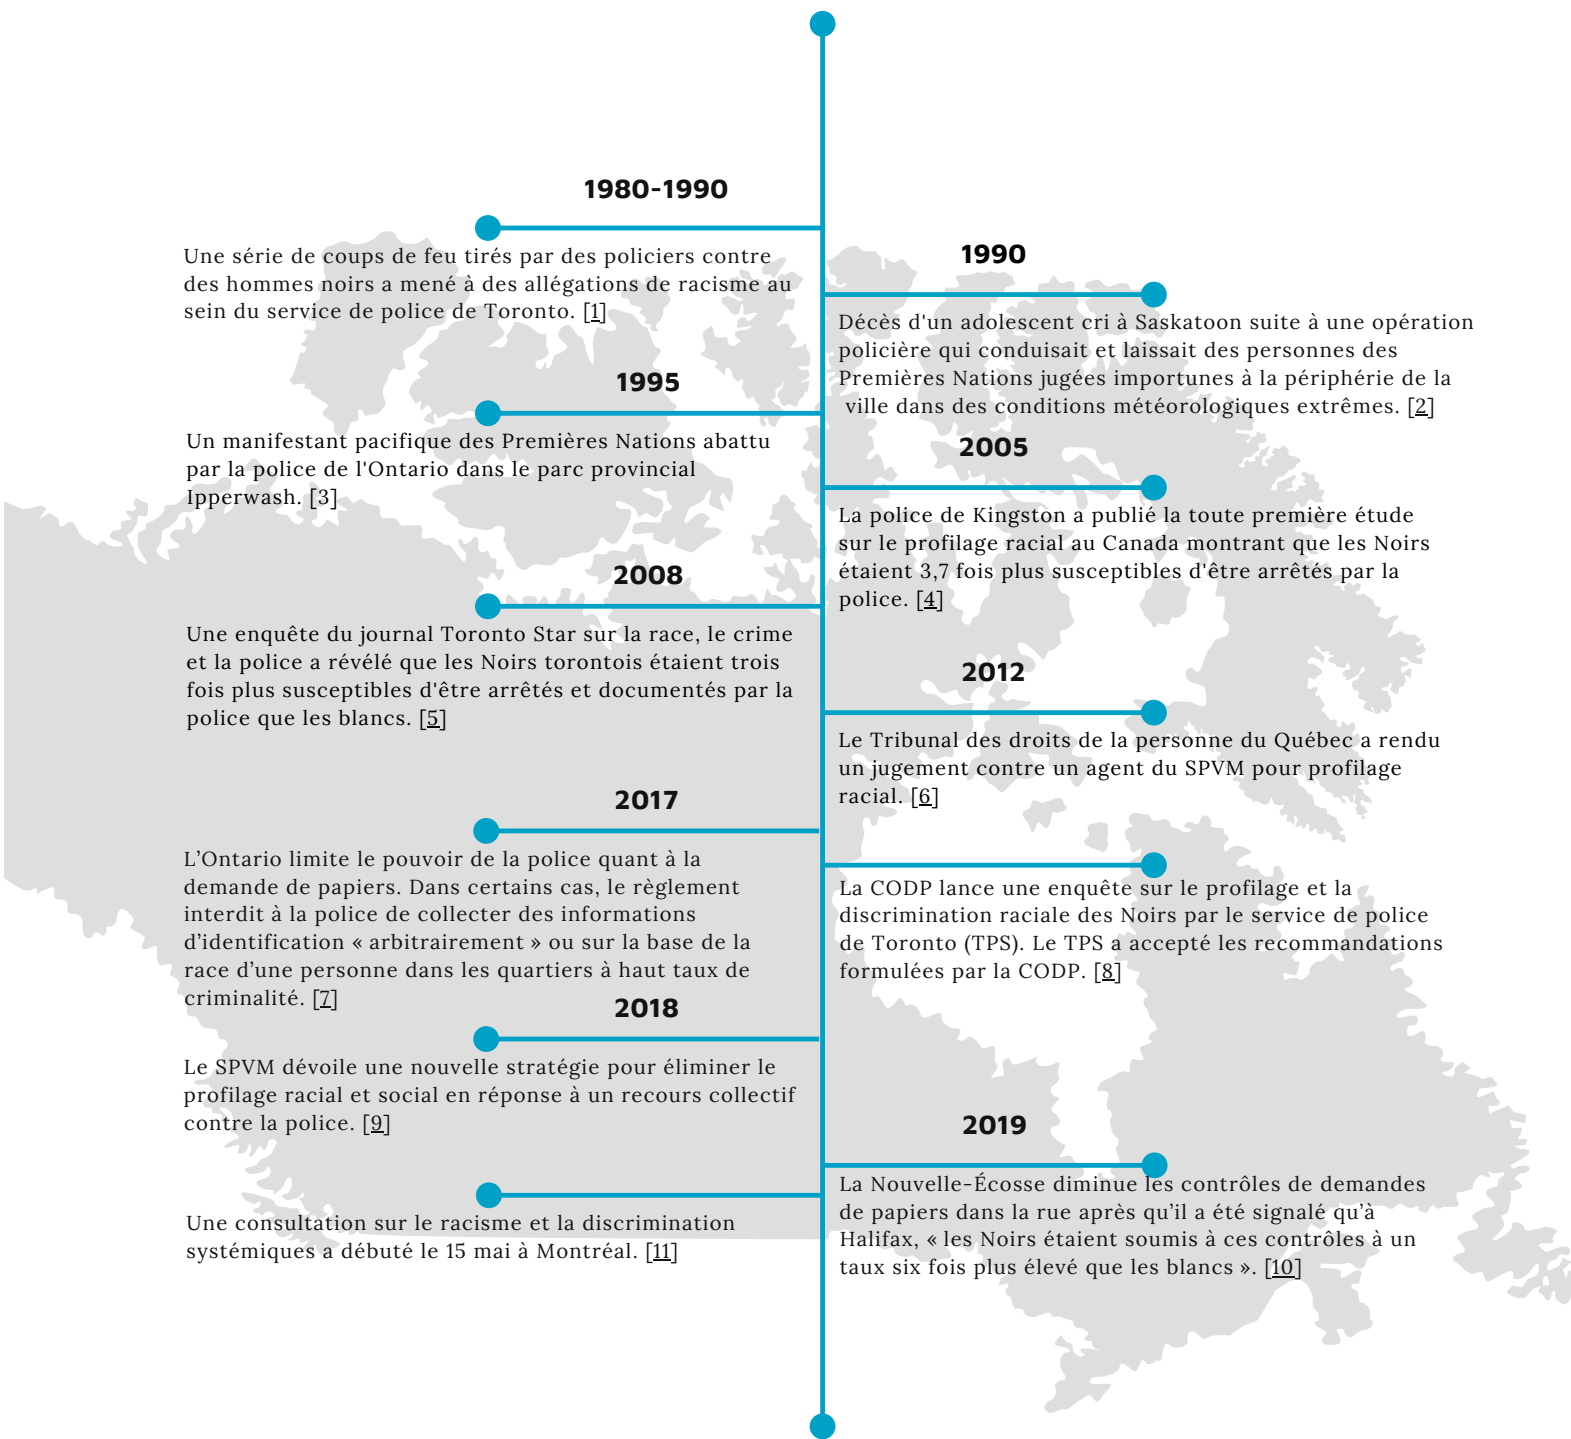 1980-1990
Une série de coups de feu tirés par des policiers contre
des hommes noirs a mené à des allégations de racisme au
sein du service de police de Toronto. [1]
1990
Décès d'un adolescent cri à Saskatoon suite à une opération
policière qui conduisait et laissait des personnes des
Premières Nations jugées importunes à la périphérie de la
ville dans des conditions météorologiques extrêmes. [2]
1995
Un manifestant pacifique des Premières Nations abattu
par la police de l'Ontario dans le parc provincial
Ipperwash. [3]
2005
La police de Kingston a publié la toute première étude
sur le profilage racial au Canada montrant que les Noirs
étaient 3,7 fois plus susceptibles d'être arrêtés par la
police. [4]
2008
Une enquête du journal Toronto Star sur la race, le crime
et la police a révélé que les Noirs torontois étaient trois
fois plus susceptibles d'être arrêtés et documentés par la
police que les blancs. [5]
2012
Le Tribunal des droits de la personne du Québec a rendu
un jugement contre un agent du SPVM pour profilage
racial. [6]
2017
L’Ontario limite le pouvoir de la police quant à la
demande de papiers. Dans certains cas, le règlement
interdit à la police de collecter des informations
d’identification « arbitrairement » ou sur la base de la
race d’une personne dans les quartiers à haut taux de
criminalité. [7]
La CODP lance une enquête sur le profilage et la
discrimination raciale des Noirs par le service de police
de Toronto (TPS). Le TPS a accepté les recommandations
formulées par la CODP. [8]
2018
Le SPVM dévoile une nouvelle stratégie pour éliminer le
profilage racial et social en réponse à un recours collectif
contre la police. [9]
2019
La Nouvelle-Écosse diminue les contrôles de demandes
de papiers dans la rue après qu’il a été signalé qu’à
Halifax, « les Noirs étaient soumis à ces contrôles à un
taux six fois plus élevé que les blancs ». [10]
Une consultation sur le racisme et la discrimination
systémiques a débuté le 15 mai à Montréal. [11]